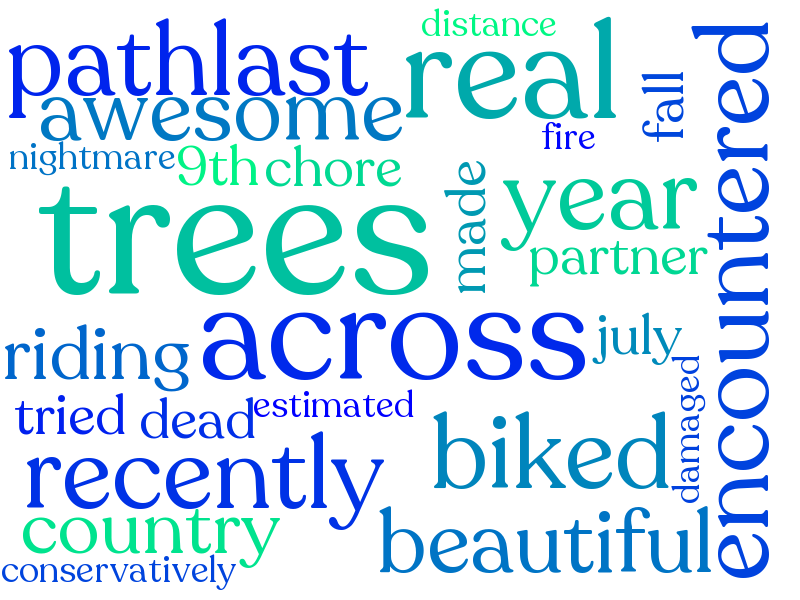 distance
pathlast real
awesome
fall
encountered
fire
nightmare 9th chore
made
trees
year
partner
across
july
riding
damaged
tried dead estimated
biked
recently
country
beautiful
conservatively